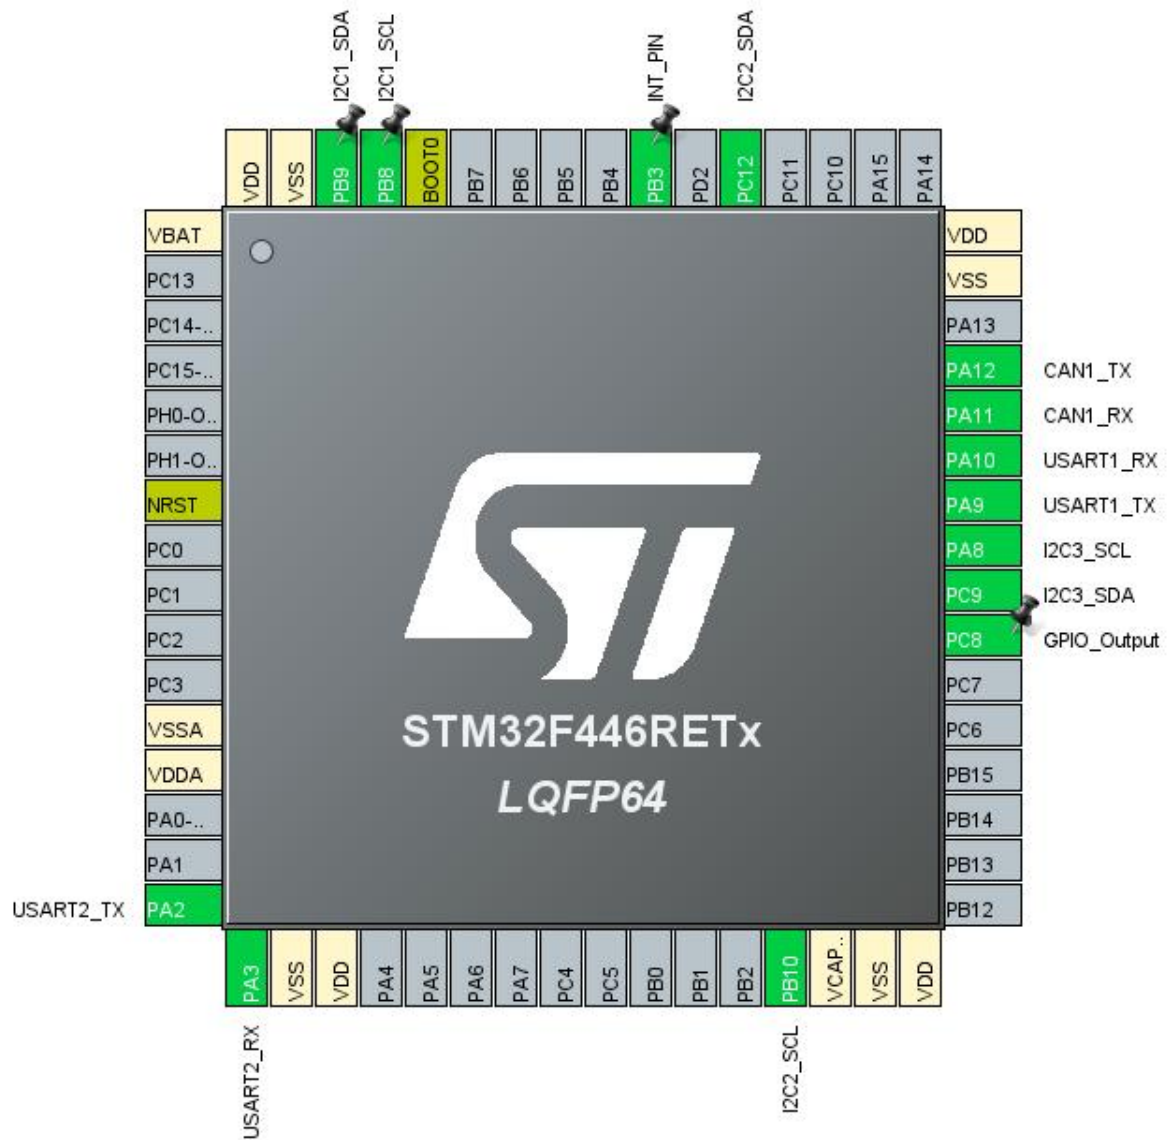 I2C1_SDA
I2C1_SCL
INT_PIN
I2C2_SDA
VDD
VSS
PB9
PB8
BOOT0
PB7
PB6
PB5
PB4
PB3
PD2
PC12
PC11
PC10
PA15
PA14
VBAT
PC13
PC14-..
PC15-..
PH0-O..
PH1-O..
NRST
PC0
PC1
PC2
PC3
VSSA
VDDA
PA0-..
PA1
USART2_TX PA2
VDD
VSS
PA13
PA12 CAN1_TX
PA11 CAN1_RX
PA10 USART1_RX
PA9 USART1_TX
PA8 I2C3_SCL
PC9 I2C3_SDA
PC8 GPIO_Output
PC7
PC6
PB15
PB14
PB13
PB12
ST
STM32F446RETx
LQFP64
PA3
VSS
VDD
PA4
PA5
PA6
PA7
PC4
PC5
PB0
PB1
PB2
PB10
VCAP..
VSS
VDD
USART2_RX
I2C2_SCL